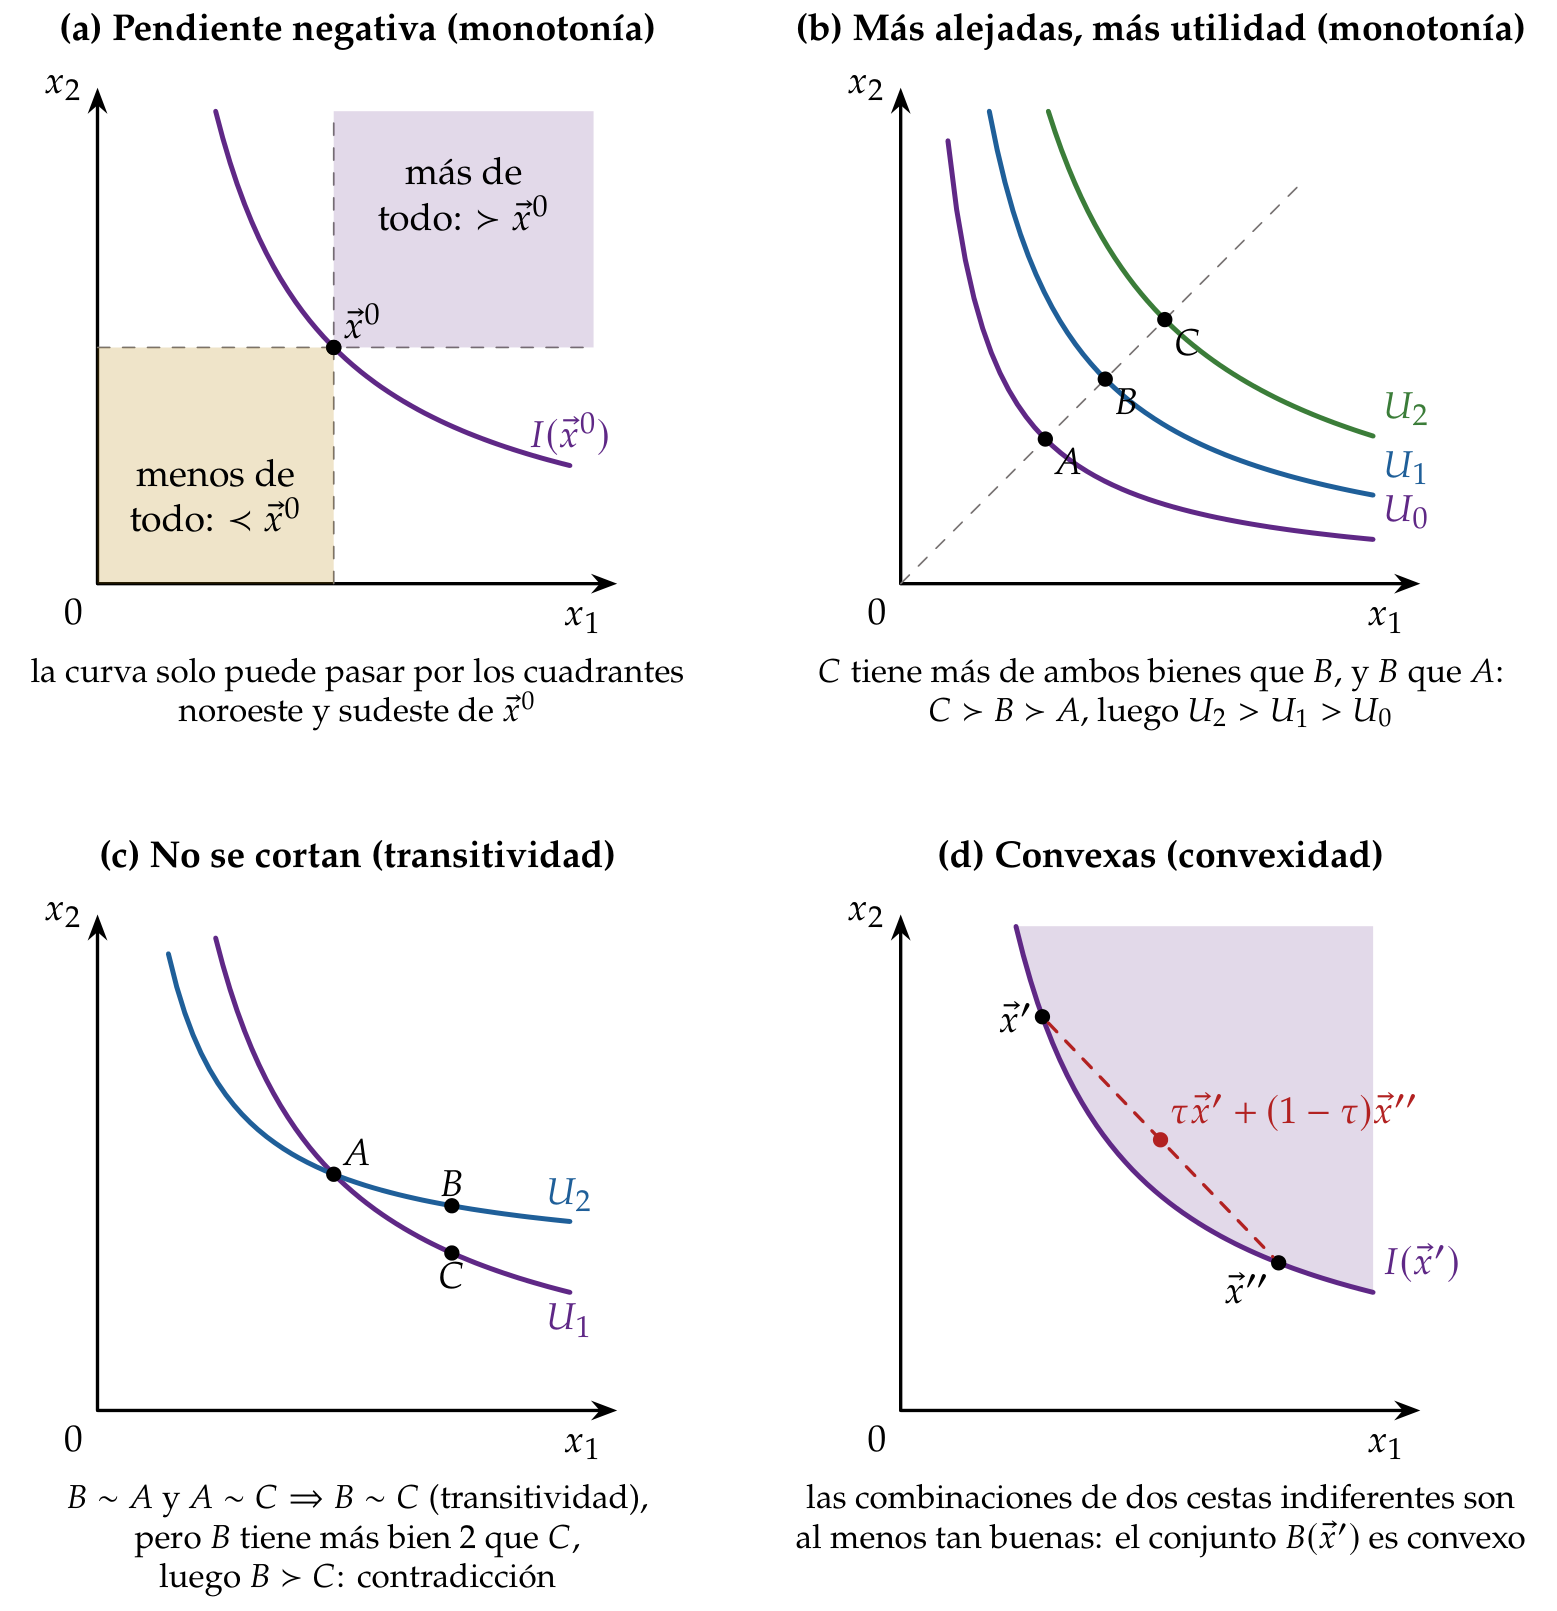 (a) Pendiente negativa (monotonía)
x₂
más de
todo: ≻ x⃗⁰
x⃗⁰
I(x⃗⁰)
menos de
todo: ≺ x⃗⁰
0
x₁
la curva solo puede pasar por los cuadrantes
noroeste y sudeste de x⃗⁰
(b) Más alejadas, más utilidad (monotonía)
x₂
C
B
A
U₂
U₁
U₀
0
x₁
C tiene más de ambos bienes que B, y B que A:
C ≻ B ≻ A, luego U₂ > U₁ > U₀
(c) No se cortan (transitividad)
x₂
A
B
U₂
C
U₁
0
x₁
B ∼ A y A ∼ C ⇒ B ∼ C (transitividad),
pero B tiene más bien 2 que C,
luego B ≻ C: contradicción
(d) Convexas (convexidad)
x₂
x⃗′
τx⃗′ + (1 − τ)x⃗′′
I(x⃗′)
x⃗′′
0
x₁
las combinaciones de dos cestas indiferentes son
al menos tan buenas: el conjunto B(x⃗′) es convexo